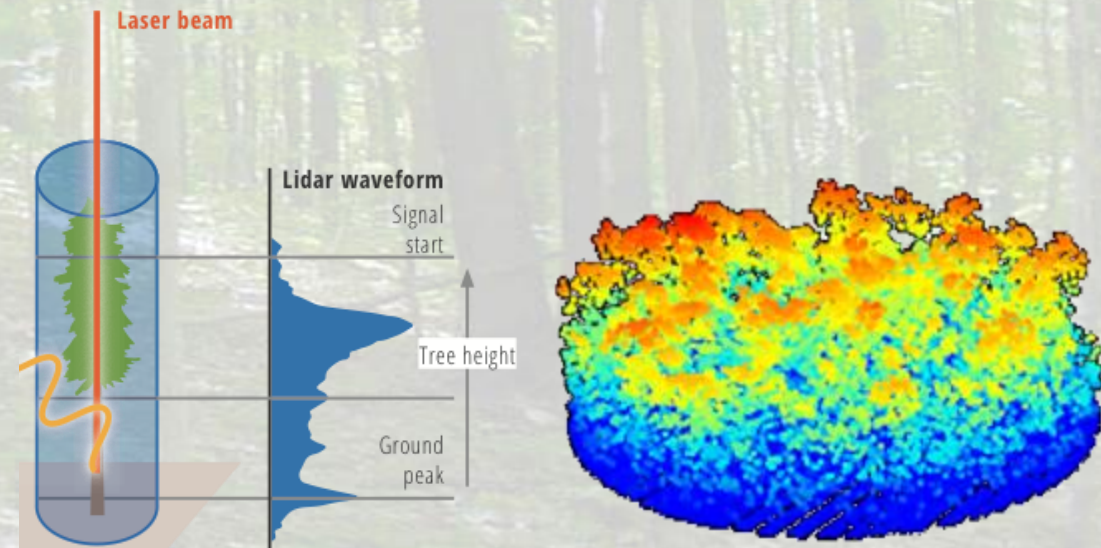 Laser beam
Lidar waveform
Signal
start
Tree height
Ground
peak